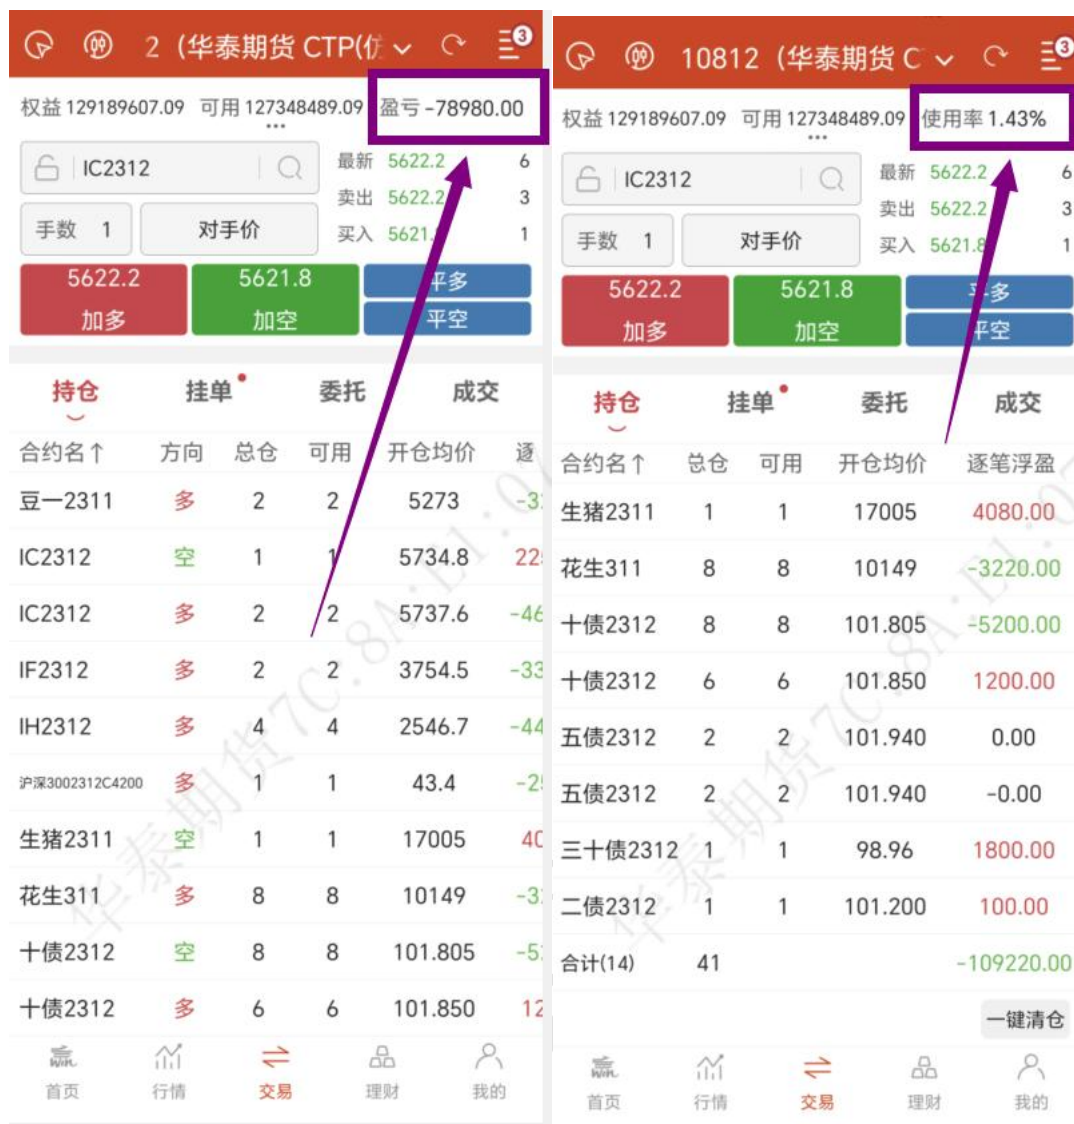 2（华泰期货 CTP(仿
3
权益 129189607.09 可用 127348489.09 盈亏 -78980.00
IC2312
最新 5622.2 6
卖出 5622.2 3
买入 5621. 1
手数 1
对手价
5622.2
加多
5621.8
加空
平多
平空
持仓 挂单 委托 成交
合约名↑ 方向 总仓 可用 开仓均价 逐
豆一2311 多 2 2 5273 -3
IC2312 空 1 1 5734.8 22
IC2312 多 2 2 5737.6 -46
IF2312 多 2 2 3754.5 -33
IH2312 多 4 4 2546.7 -44
沪深3002312C4200 多 1 1 43.4 -2
生猪2311 空 1 1 17005 40
花生311 多 8 8 10149 -3
十债2312 空 8 8 101.805 -5
十债2312 多 6 6 101.850 12
首页 行情 交易 理财 我的
10812（华泰期货 C
3
权益 129189607.09 可用 127348489.09 使用率 1.43%
IC2312
最新 5622.2 6
卖出 5622.2 3
买入 5621.8 1
手数 1
对手价
5622.2
加多
5621.8
加空
平多
平空
持仓 挂单 委托 成交
合约名↑ 总仓 可用 开仓均价 逐笔浮盈
生猪2311 1 1 17005 4080.00
花生311 8 8 10149 -3220.00
十债2312 8 8 101.805 -5200.00
十债2312 6 6 101.850 1200.00
五债2312 2 2 101.940 0.00
五债2312 2 2 101.940 -0.00
三十债2312 1 1 98.96 1800.00
二债2312 1 1 101.200 100.00
合计(14) 41 -109220.00
一键清仓
首页 行情 交易 理财 我的